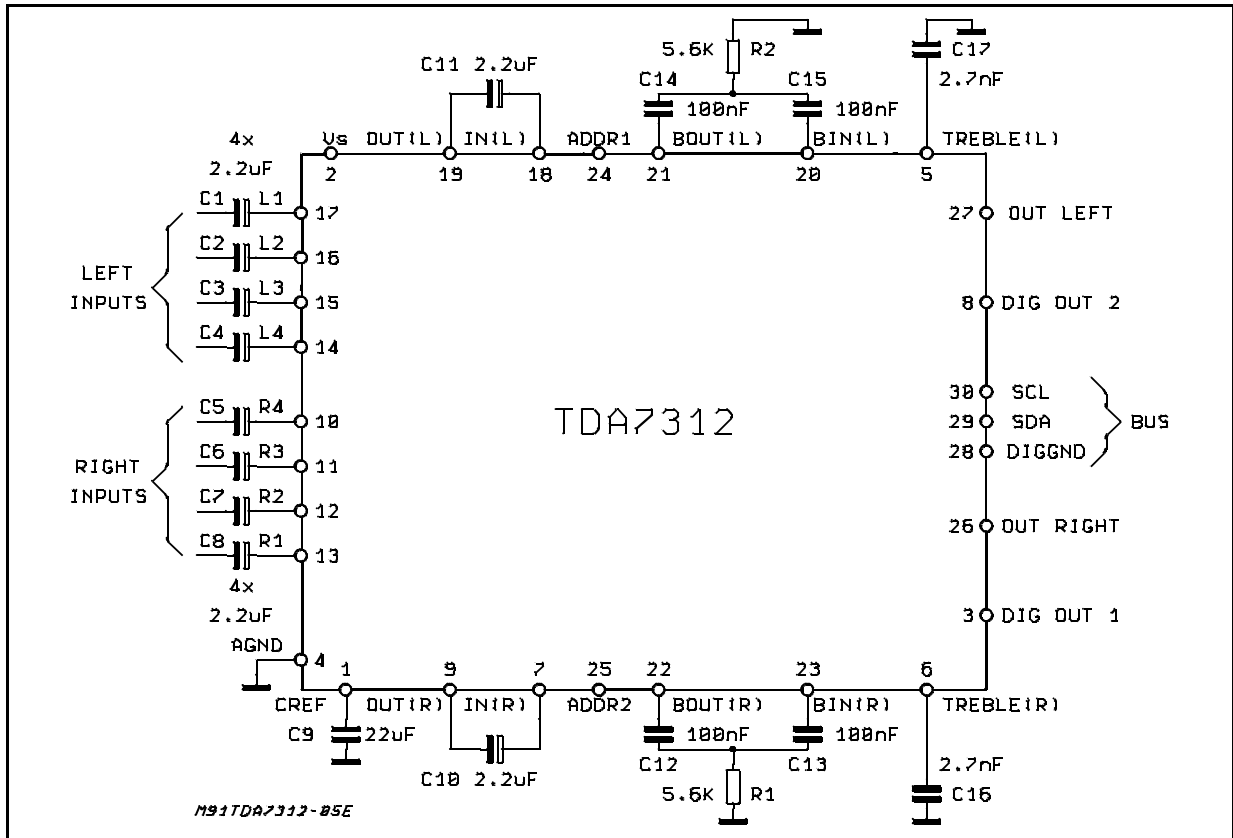 5.6K R2
C17
C11 2.2uF
C14
C15
2.7nF
100nF
100nF
4x
2.2uF
Vs
OUT(L)
IN(L)
ADDR1
BOUT(L)
BIN(L)
TREBLE(L)
2
19
18
24
21
20
5
C1 L1
17
27 OUT LEFT
C2 L2
16
LEFT
INPUTS
C3 L3
15
8 DIG OUT 2
C4 L4
14
30 SCL
C5 R4
10
TDA7312
29 SDA
BUS
28 DIGGND
RIGHT
INPUTS
C6 R3
11
C7 R2
12
26 OUT RIGHT
C8 R1
13
4x
2.2uF
3 DIG OUT 1
AGND
4
1
9
7
25
22
23
6
CREF
OUT(R)
IN(R)
ADDR2
BOUT(R)
BIN(R)
TREBLE(R)
C9
22uF
100nF
100nF
C10 2.2uF
C12
C13
2.7nF
5.6K R1
C16
M91TDA7312-05E